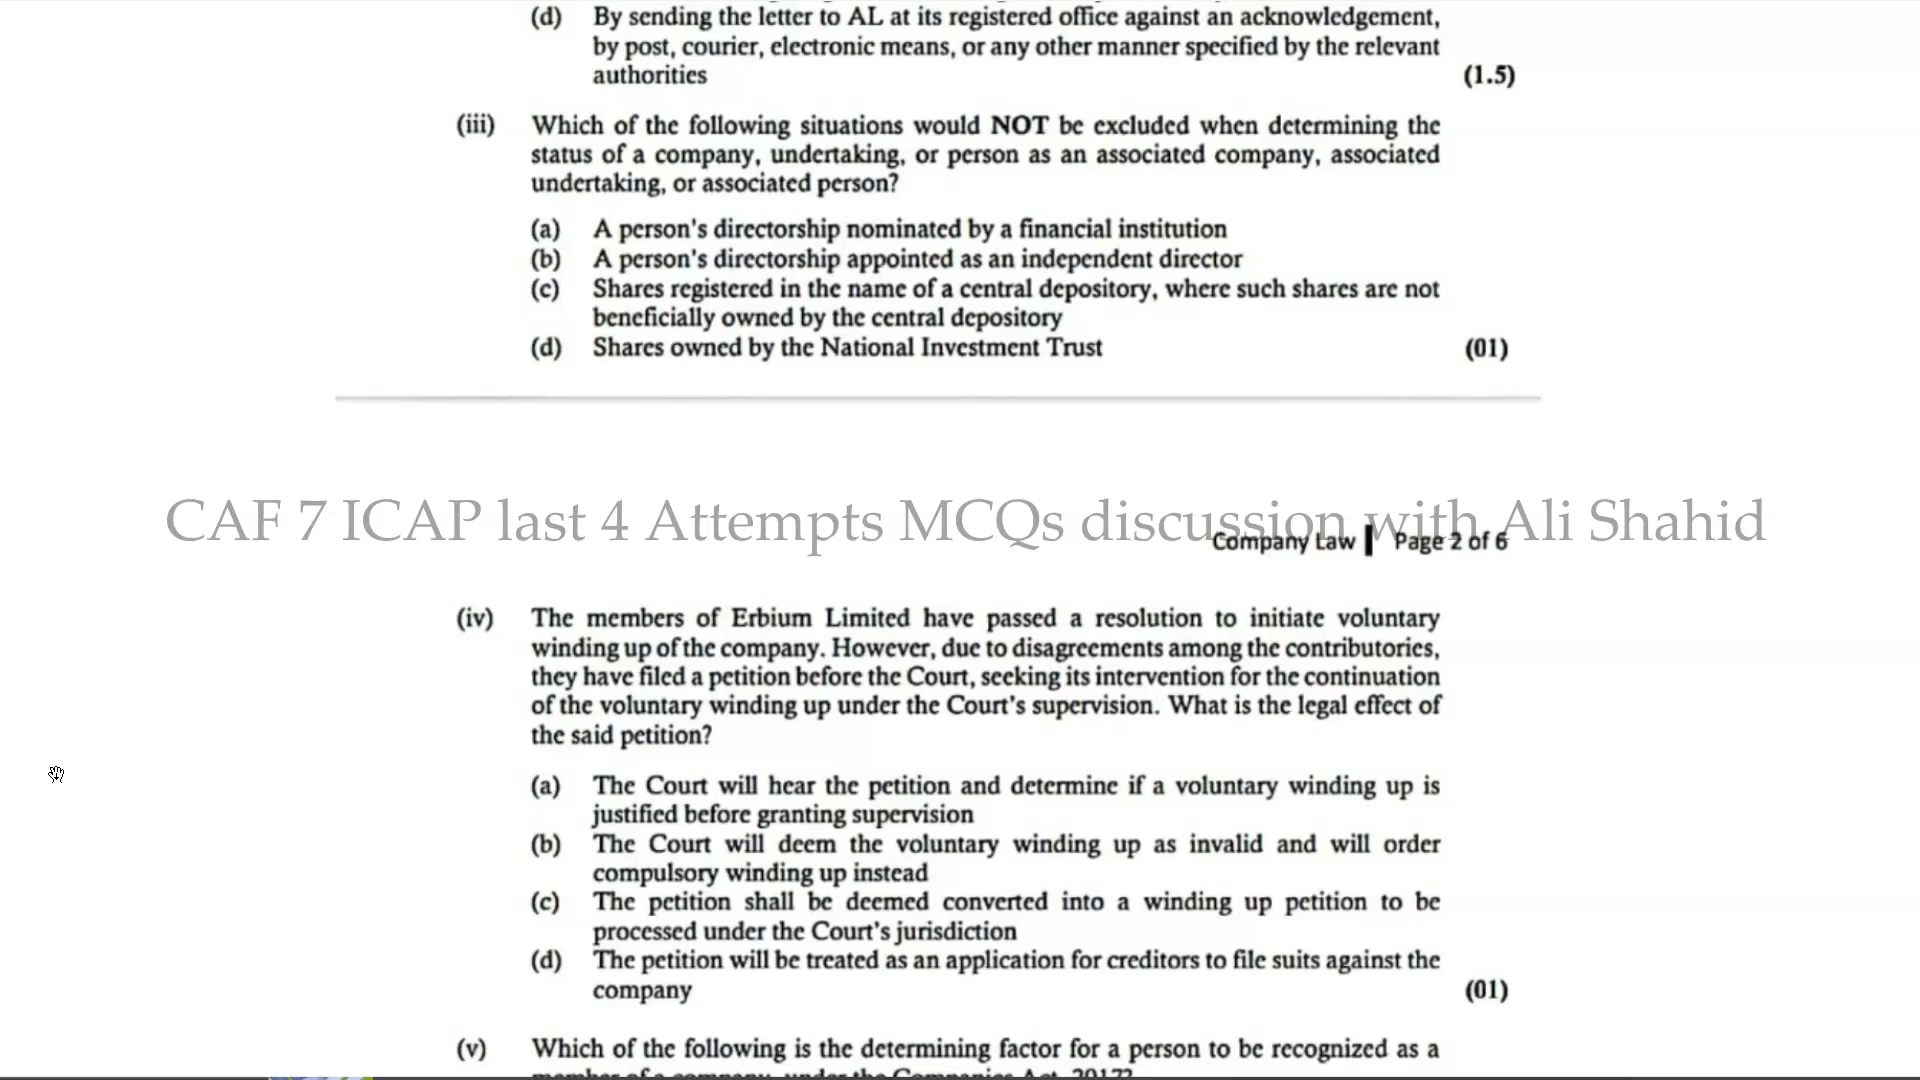 (d) By sending the letter to AL at its registered office against an acknowledgement,
by post, courier, electronic means, or any other manner specified by the relevant
authorities (1.5)
(iii) Which of the following situations would NOT be excluded when determining the
status of a company, undertaking, or person as an associated company, associated
undertaking, or associated person?
(a) A person's directorship nominated by a financial institution
(b) A person's directorship appointed as an independent director
(c) Shares registered in the name of a central depository, where such shares are not
beneficially owned by the central depository
(d) Shares owned by the National Investment Trust (01)
CAF 7 ICAP last 4 Attempts MCQs discussion with Ali Shahid
Company Law | Page 2 of 6
(iv) The members of Erbium Limited have passed a resolution to initiate voluntary
winding up of the company. However, due to disagreements among the contributories,
they have filed a petition before the Court, seeking its intervention for the continuation
of the voluntary winding up under the Court's supervision. What is the legal effect of
the said petition?
(a) The Court will hear the petition and determine if a voluntary winding up is
justified before granting supervision
(b) The Court will deem the voluntary winding up as invalid and will order
compulsory winding up instead
(c) The petition shall be deemed converted into a winding up petition to be
processed under the Court's jurisdiction
(d) The petition will be treated as an application for creditors to file suits against the
company (01)
(v) Which of the following is the determining factor for a person to be recognized as a
member of a company, under the Companies Act, 2017?